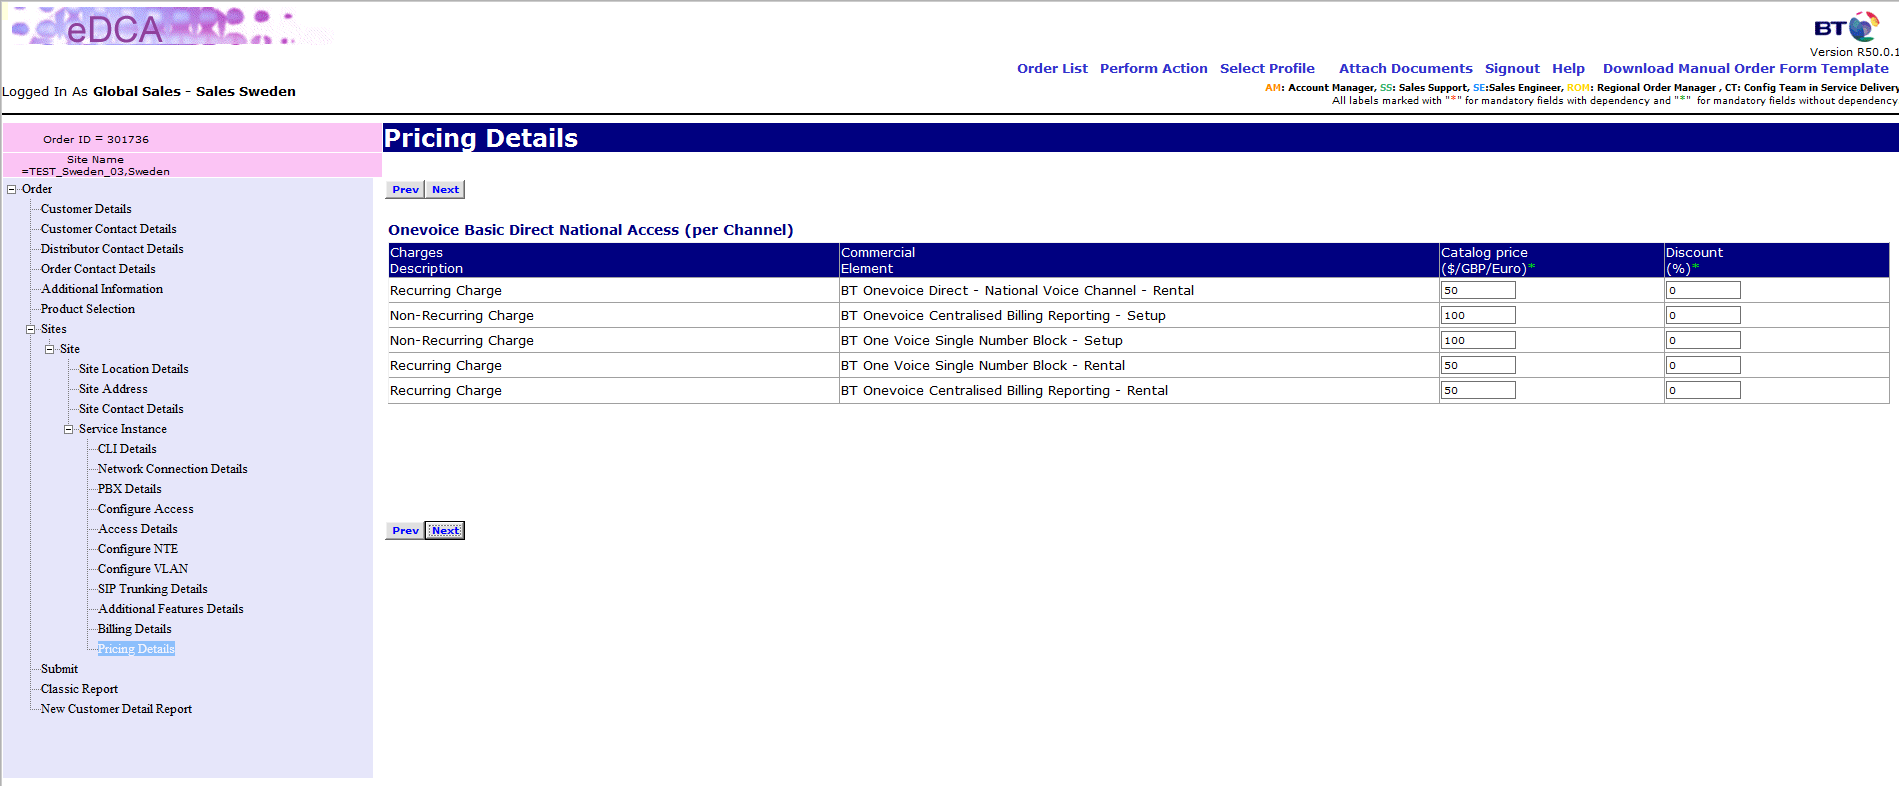 eDCA
BT
Version R50.0.1
Order List Perform Action Select Profile Attach Documents Signout Help Download Manual Order Form Template
Logged In As Global Sales - Sales Sweden
AM: Account Manager, SS: Sales Support, SE:Sales Engineer, ROM: Regional Order Manager , CT: Config Team in Service Delivery
All labels marked with "*" for mandatory fields with dependency and "*" for mandatory fields without dependency
Order ID = 301736
Site Name
=TEST_Sweden_03,Sweden
Order
Customer Details
Customer Contact Details
Distributor Contact Details
Order Contact Details
Additional Information
Product Selection
Sites
Site
Site Location Details
Site Address
Site Contact Details
Service Instance
CLI Details
Network Connection Details
PBX Details
Configure Access
Access Details
Configure NTE
Configure VLAN
SIP Trunking Details
Additional Features Details
Billing Details
Pricing Details
Submit
Classic Report
New Customer Detail Report
Pricing Details
Prev Next
Onevoice Basic Direct National Access (per Channel)
Charges Description Commercial Element Catalog price ($/GBP/Euro)* Discount (%)*
Recurring Charge BT Onevoice Direct - National Voice Channel - Rental 50 0
Non-Recurring Charge BT Onevoice Centralised Billing Reporting - Setup 100 0
Non-Recurring Charge BT One Voice Single Number Block - Setup 100 0
Recurring Charge BT One Voice Single Number Block - Rental 50 0
Recurring Charge BT Onevoice Centralised Billing Reporting - Rental 50 0
Prev Next